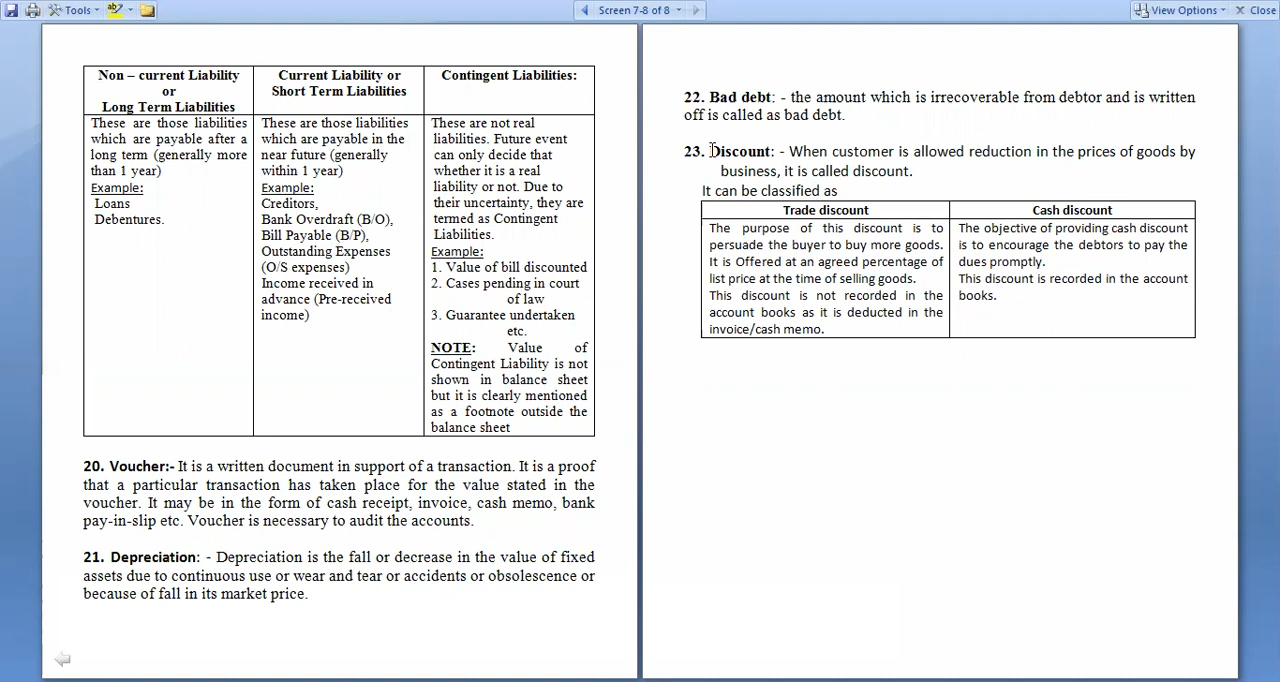 Tools
Screen 7-8 of 8
View Options
Close
Non – current Liability
or
Long Term Liabilities
Current Liability or
Short Term Liabilities
Contingent Liabilities:
These are those liabilities
which are payable after a
long term (generally more
than 1 year)
Example:
Loans
Debentures.
These are those liabilities
which are payable in the
near future (generally
within 1 year)
Example:
Creditors,
Bank Overdraft (B/O),
Bill Payable (B/P),
Outstanding Expenses
(O/S expenses)
Income received in
advance (Pre-received
income)
These are not real
liabilities. Future event
can only decide that
whether it is a real
liability or not. Due to
their uncertainty, they are
termed as Contingent
Liabilities.
Example:
1. Value of bill discounted
2. Cases pending in court
of law
3. Guarantee undertaken
etc.
NOTE: Value of
Contingent Liability is not
shown in balance sheet
but it is clearly mentioned
as a footnote outside the
balance sheet
20. Voucher:- It is a written document in support of a transaction. It is a proof
that a particular transaction has taken place for the value stated in the
voucher. It may be in the form of cash receipt, invoice, cash memo, bank
pay-in-slip etc. Voucher is necessary to audit the accounts.
21. Depreciation: - Depreciation is the fall or decrease in the value of fixed
assets due to continuous use or wear and tear or accidents or obsolescence or
because of fall in its market price.
22. Bad debt: - the amount which is irrecoverable from debtor and is written
off is called as bad debt.
23. Discount: - When customer is allowed reduction in the prices of goods by
business, it is called discount.
It can be classified as
Trade discount
Cash discount
The purpose of this discount is to
persuade the buyer to buy more goods.
It is Offered at an agreed percentage of
list price at the time of selling goods.
This discount is not recorded in the
account books as it is deducted in the
invoice/cash memo.
The objective of providing cash discount
is to encourage the debtors to pay the
dues promptly.
This discount is recorded in the account
books.